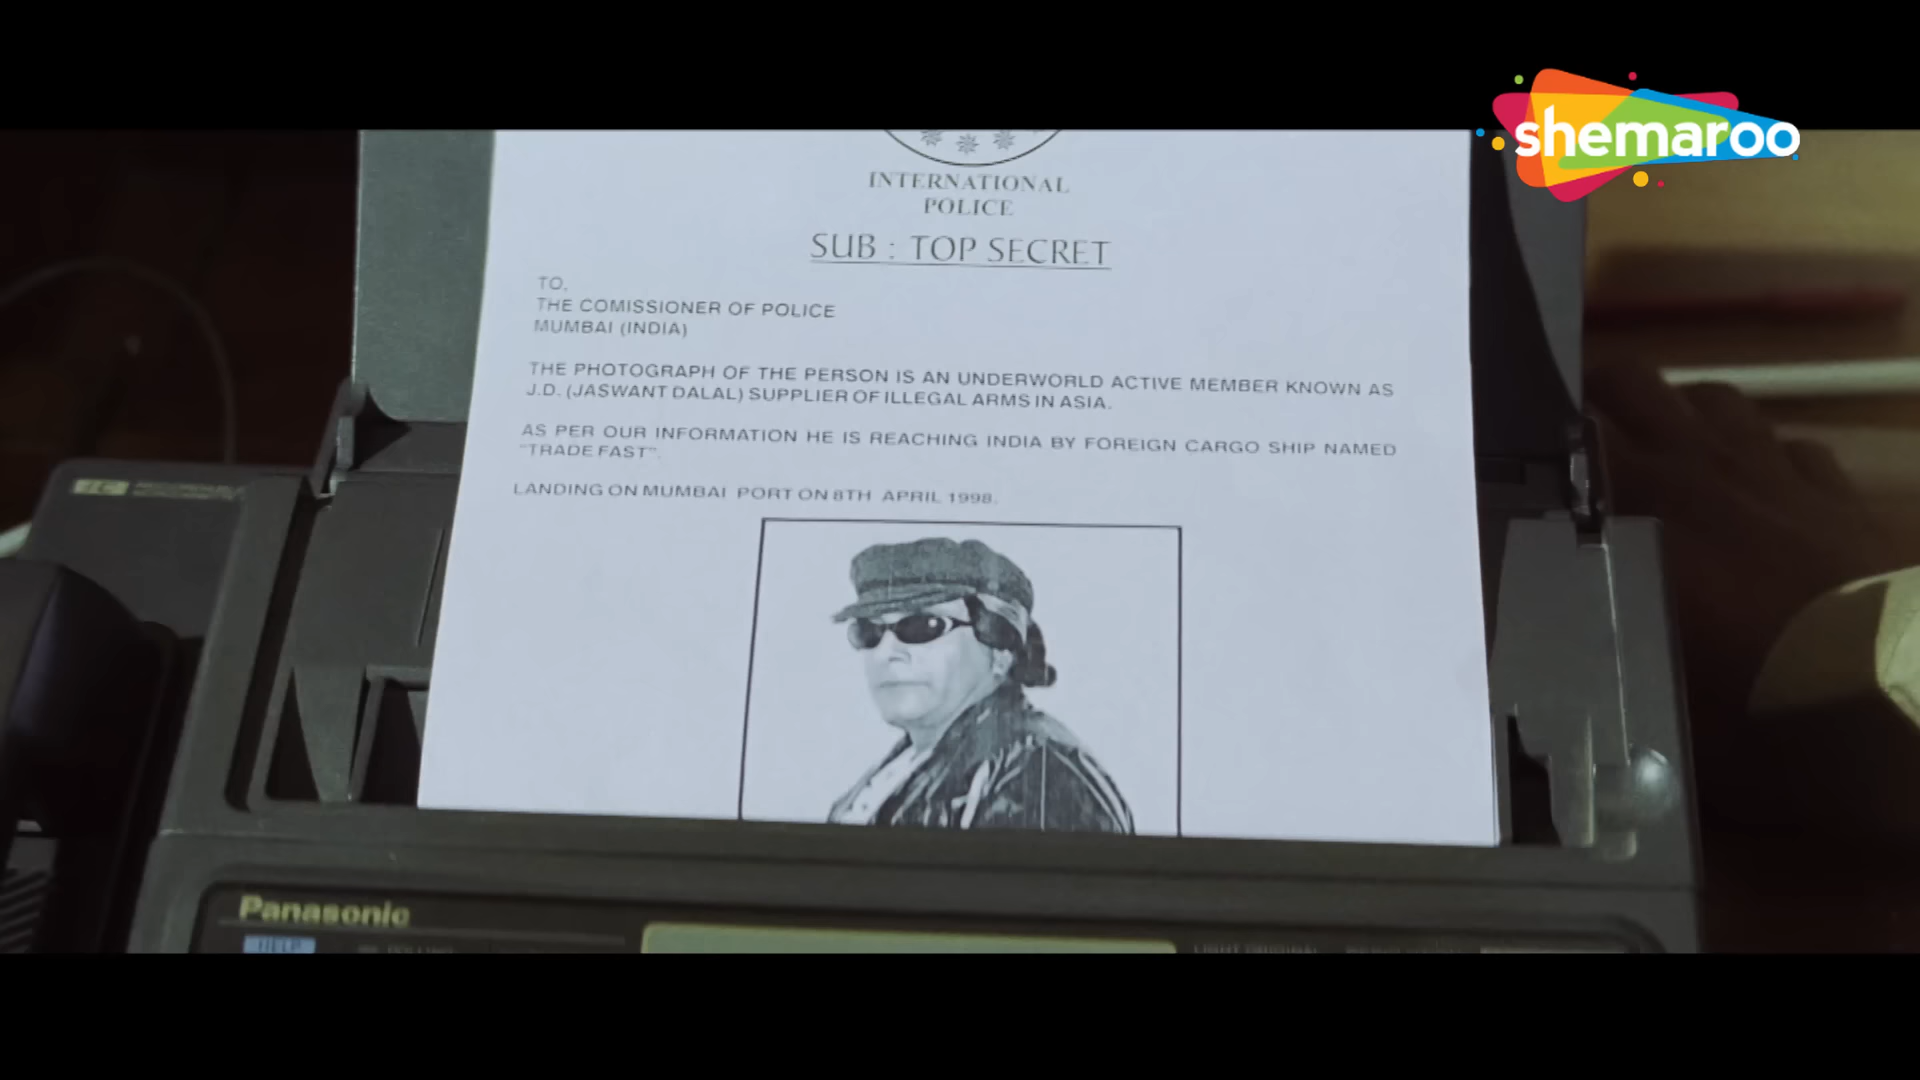 shemaroo
INTERNATIONAL
POLICE
SUB : TOP SECRET
TO,
THE COMISSIONER OF POLICE
MUMBAI (INDIA)
THE PHOTOGRAPH OF THE PERSON IS AN UNDERWORLD ACTIVE MEMBER KNOWN AS
J.D. (JASWANT DALAL) SUPPLIER OF ILLEGAL ARMS IN ASIA.
AS PER OUR INFORMATION HE IS REACHING INDIA BY FOREIGN CARGO SHIP NAMED
"TRADE FAST".
LANDING ON MUMBAI PORT ON 8TH APRIL 1998.
Panasonic
HELP
LIGHT ORIGINAL